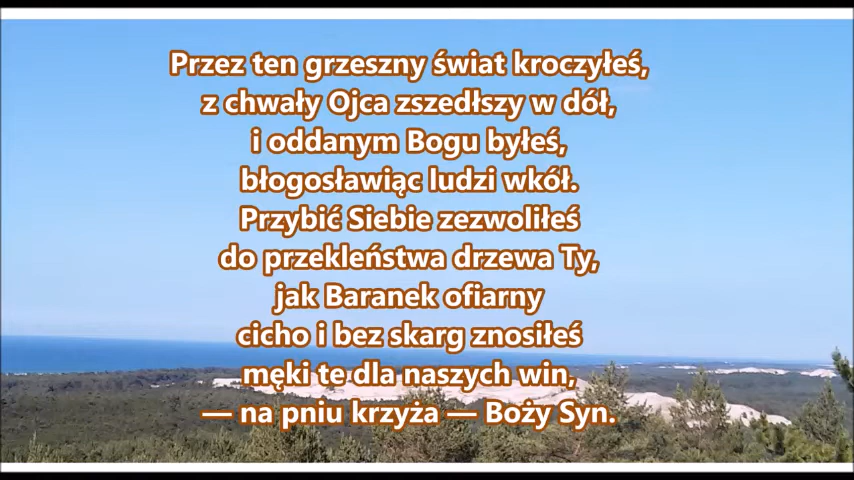 Przez ten grzeszny świat kroczyłeś,
z chwały Ojca zszedłszy w dół,
i oddanym Bogu byłeś,
błogosławiąc ludzi wkół.
Przybić Siebie zezwoliłeś
do przekleństwa drzewa Ty,
jak Baranek ofiarny
cicho i bez skarg znosiłeś
męki te dla naszych win,
— na pniu krzyża — Boży Syn.